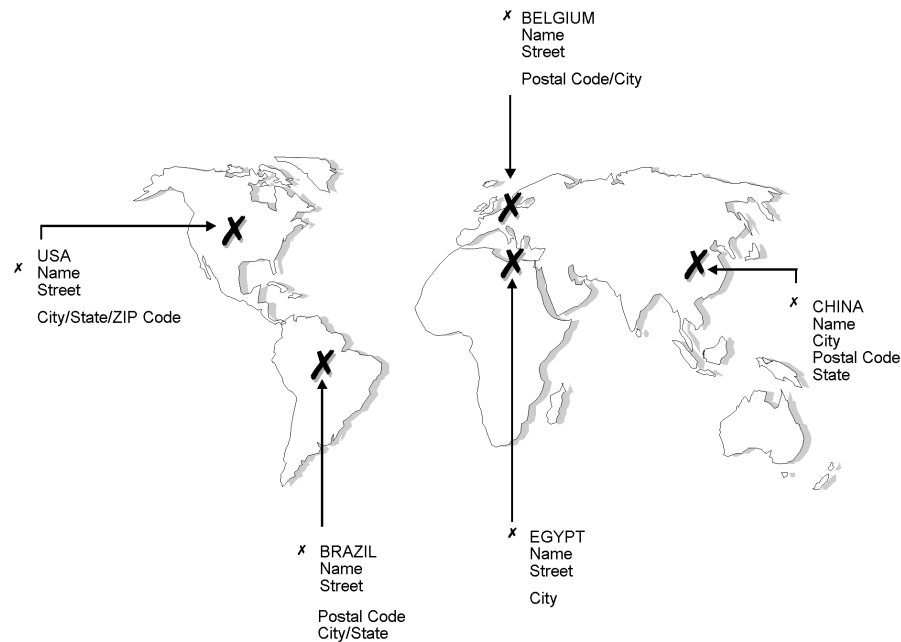 ✗ BELGIUM
Name
Street
Postal Code/City
✗ USA
Name
Street
City/State/ZIP Code
✗ CHINA
Name
City
Postal Code
State
✗ BRAZIL
Name
Street
Postal Code
City/State
✗ EGYPT
Name
Street
City